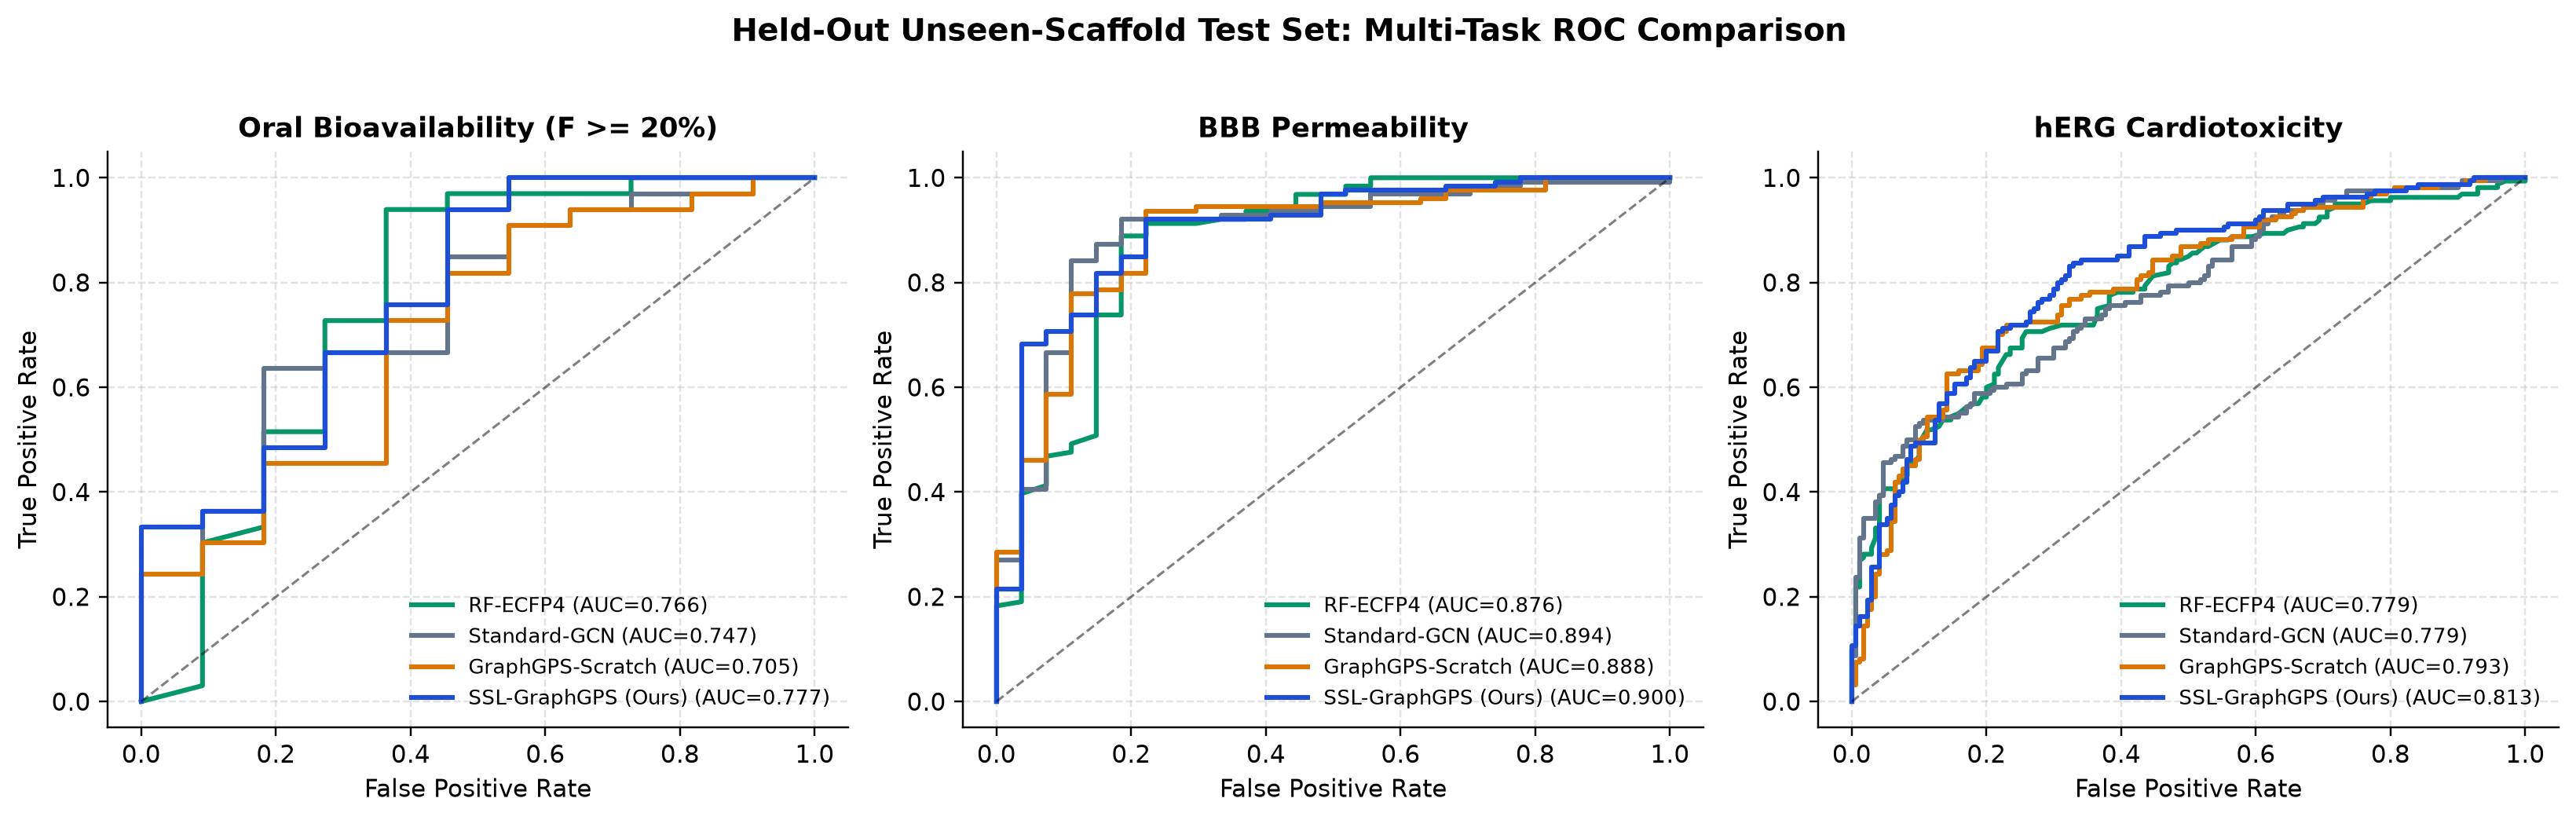 Held-Out Unseen-Scaffold Test Set: Multi-Task ROC Comparison
Oral Bioavailability (F >= 20%)
True Positive Rate
1.0
0.8
0.6
0.4
0.2
0.0
RF-ECFP4 (AUC=0.766)
Standard-GCN (AUC=0.747)
GraphGPS-Scratch (AUC=0.705)
SSL-GraphGPS (Ours) (AUC=0.777)
0.0 0.2 0.4 0.6 0.8 1.0
False Positive Rate
BBB Permeability
True Positive Rate
1.0
0.8
0.6
0.4
0.2
0.0
RF-ECFP4 (AUC=0.876)
Standard-GCN (AUC=0.894)
GraphGPS-Scratch (AUC=0.888)
SSL-GraphGPS (Ours) (AUC=0.900)
0.0 0.2 0.4 0.6 0.8 1.0
False Positive Rate
hERG Cardiotoxicity
True Positive Rate
1.0
0.8
0.6
0.4
0.2
0.0
RF-ECFP4 (AUC=0.779)
Standard-GCN (AUC=0.779)
GraphGPS-Scratch (AUC=0.793)
SSL-GraphGPS (Ours) (AUC=0.813)
0.0 0.2 0.4 0.6 0.8 1.0
False Positive Rate